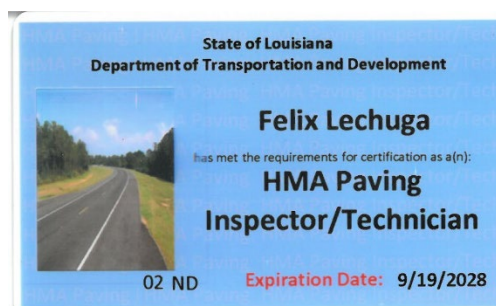 State of Louisiana
Department of Transportation and Development
Felix Lechuga
has met the requirements for certification as a(n):
HMA Paving
Inspector/Technician
02 ND
Expiration Date: 9/19/2028